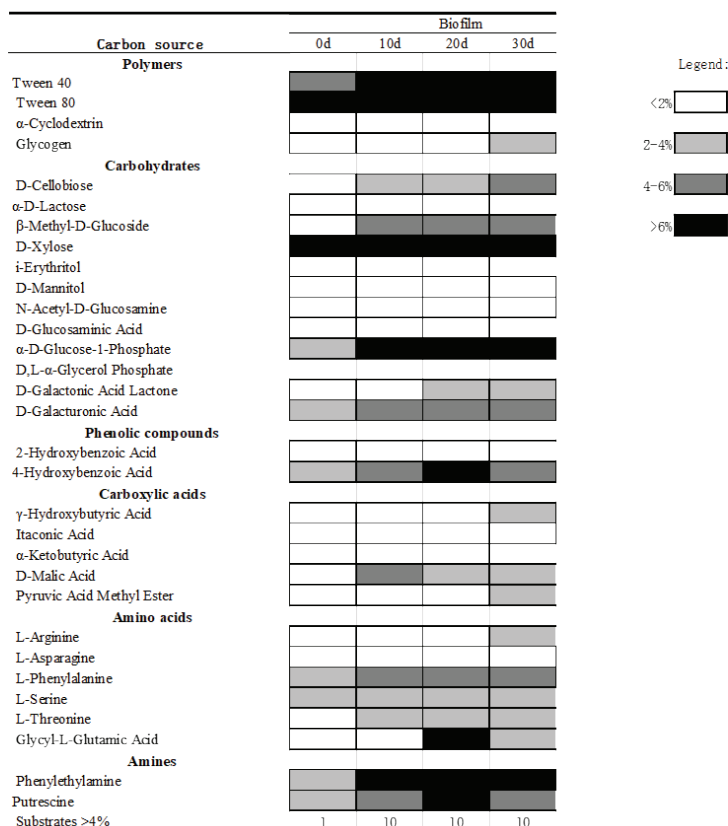 Biofilm
Carbon source 0d 10d 20d 30d
Polymers
Legend:
Tween 40
Tween 80
<2%
α-Cyclodextrin
Glycogen
2-4%
Carbohydrates
D-Cellobiose
4-6%
α-D-Lactose
β-Methyl-D-Glucoside
>6%
D-Xylose
i-Erythritol
D-Mannitol
N-Acetyl-D-Glucosamine
D-Glucosaminic Acid
α-D-Glucose-1-Phosphate
D,L-α-Glycerol Phosphate
D-Galactonic Acid Lactone
D-Galacturonic Acid
Phenolic compounds
2-Hydroxybenzoic Acid
4-Hydroxybenzoic Acid
Carboxylic acids
γ-Hydroxybutyric Acid
Itaconic Acid
α-Ketobutyric Acid
D-Malic Acid
Pyruvic Acid Methyl Ester
Amino acids
L-Arginine
L-Asparagine
L-Phenylalanine
L-Serine
L-Threonine
Glycyl-L-Glutamic Acid
Amines
Phenylethylamine
Putrescine
Substrates >4% 1 10 10 10